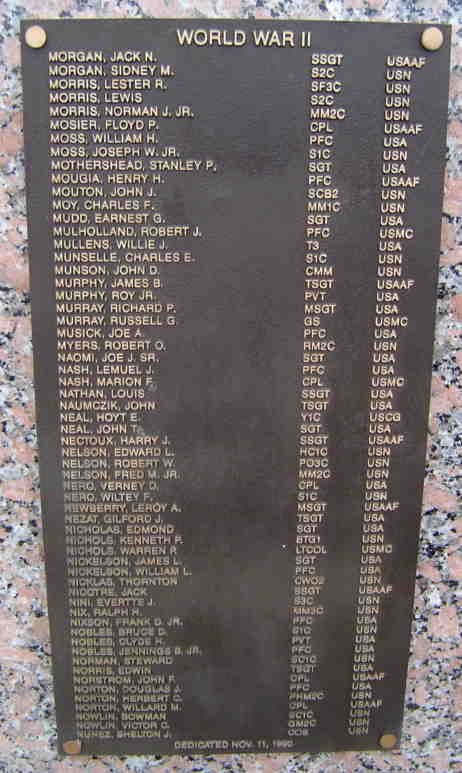 WORLD WAR II
MORGAN, JACK N. SSGT USAAF
MORGAN, SIDNEY M. S2C USN
MORRIS, LESTER R. SF3C USN
MORRIS, LEWIS S2C USN
MORRIS, NORMAN J. JR. MM2C USN
MOSIER, FLOYD P. CPL USAAF
MOSS, WILLIAM H. PFC USA
MOSS, JOSEPH W. JR. S1C USN
MOTHERSHEAD, STANLEY P. SGT USA
MOUGIA, HENRY H. PFC USAAF
MOUTON, JOHN J. SCB2 USN
MOY, CHARLES F. MM1C USN
MUDD, EARNEST G. SGT USA
MULHOLLAND, ROBERT J. PFC USMC
MULLENS, WILLIE J. T3 USA
MUNSELLE, CHARLES E. S1C USN
MUNSON, JOHN D. CMM USN
MURPHY, JAMES B. TSGT USAAF
MURPHY, ROY JR. PVT USA
MURRAY, RICHARD P. MSGT USA
MURRAY, RUSSELL G. GS USMC
MUSICK, JOE A. PFC USA
MYERS, ROBERT O. RM2C USN
NAOMI, JOE J. SR. SGT USA
NASH, LEMUEL J. PFC USA
NASH, MARION F. CPL USMC
NATHAN, LOUIS SSGT USA
NAUMCZIK, JOHN TSGT USA
NEAL, HOYT E. Y1C USCG
NEAL, JOHN T. SGT USA
NECTOUX, HARRY J. SSGT USAAF
NELSON, EDWARD L. HC1C USN
NELSON, ROBERT W. PO3C USN
NELSON, FRED M. JR. MM2C USN
NERO, VERNEY D. CPL USA
NERO, WILTEY F. S1C USN
NEWBERRY, LEROY A. MSGT USAAF
NEZAT, GILFORD J. TSGT USA
NICHOLAS, EDMOND SGT USA
NICHOLS, KENNETH P. BTG1 USN
NICHOLS, WARREN P. LTCOL USMC
NICKELSON, JAMES L. SGT USA
NICKELSON, WILLIAM L. PFC USA
NICKLAS, THORNTON CWO2 USN
NICOTRE, JACK SSGT USAAF
NINI, EVERTTE J. S3C USN
NIX, RALPH H. MM3C USN
NIXSON, FRANK D. JR. PFC USA
NOBLES, BRUCE D. S1C USN
NOBLES, CLYDE H. PVT USA
NOBLES, JENNINGS B. JR. PFC USA
NORMAN, STEWARD SC1C USN
NORRIS, EDWIN TSGT USA
NORSTROM, JOHN F. CPL USAAF
NORTON, DOUGLAS J. PFC USA
NORTON, HERBERT C. PHM2C USN
NORTON, WILLARD M. CPL USAAF
NOWLIN, BOWMAN SC1C USN
NOWLIN, VICTOR C. GM2C USN
NUNEZ, SHELTON J. USN
DEDICATED NOV. 11, 1990